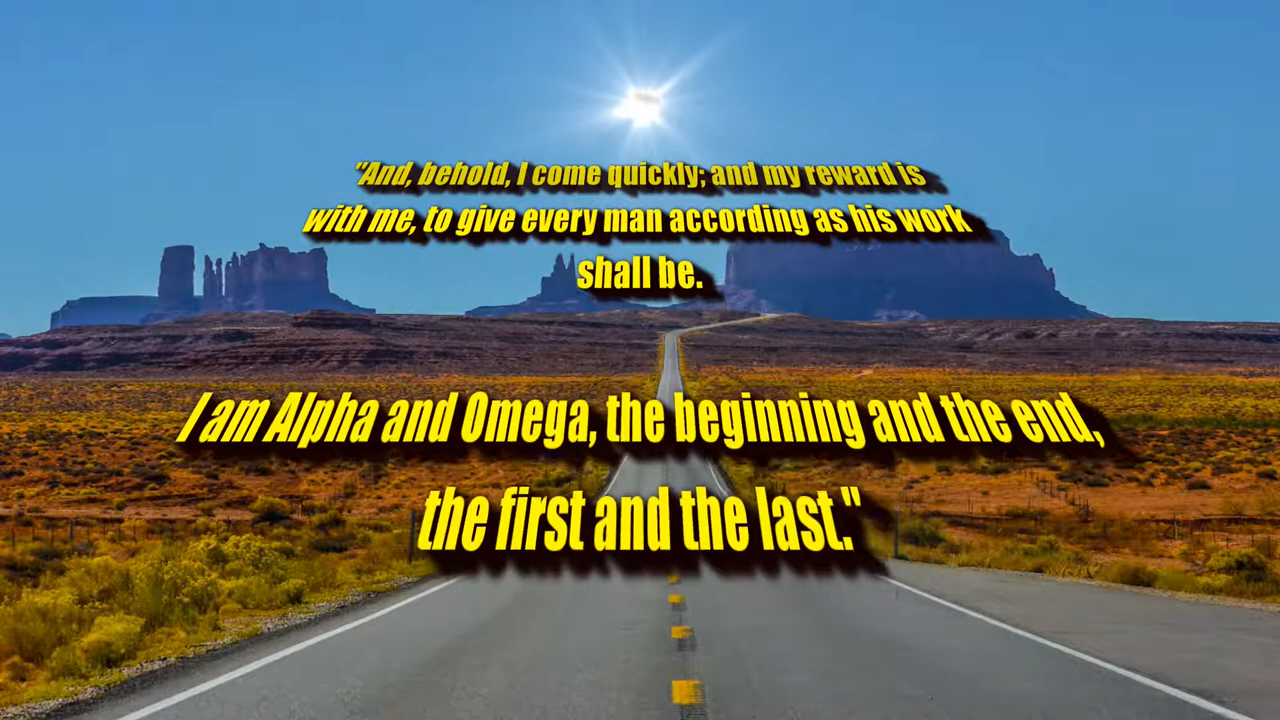 "And, behold, I come quickly; and my reward is
with me, to give every man according as his work
shall be.
I am Alpha and Omega, the beginning and the end,
the first and the last."